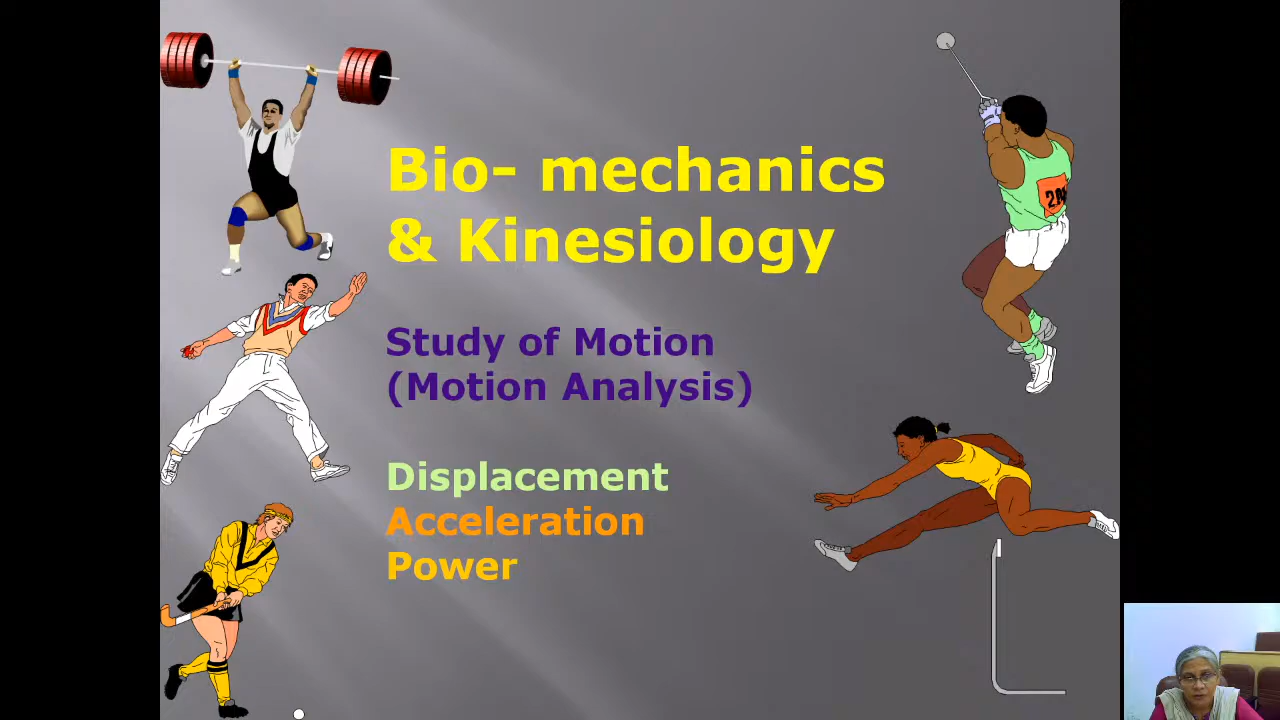 Bio- mechanics
& Kinesiology
Study of Motion
(Motion Analysis)
Displacement
Acceleration
Power